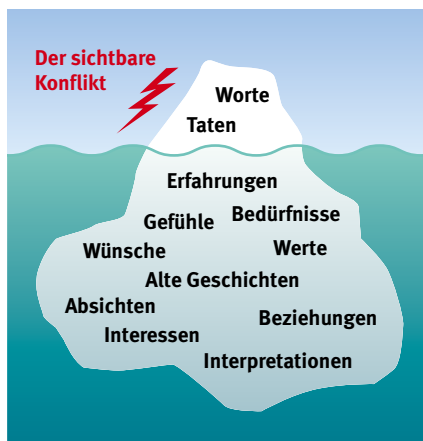 Der sichtbare
Konflikt
Worte
Taten
Erfahrungen
Gefühle
Bedürfnisse
Wünsche
Werte
Alte Geschichten
Absichten
Beziehungen
Interessen
Interpretationen